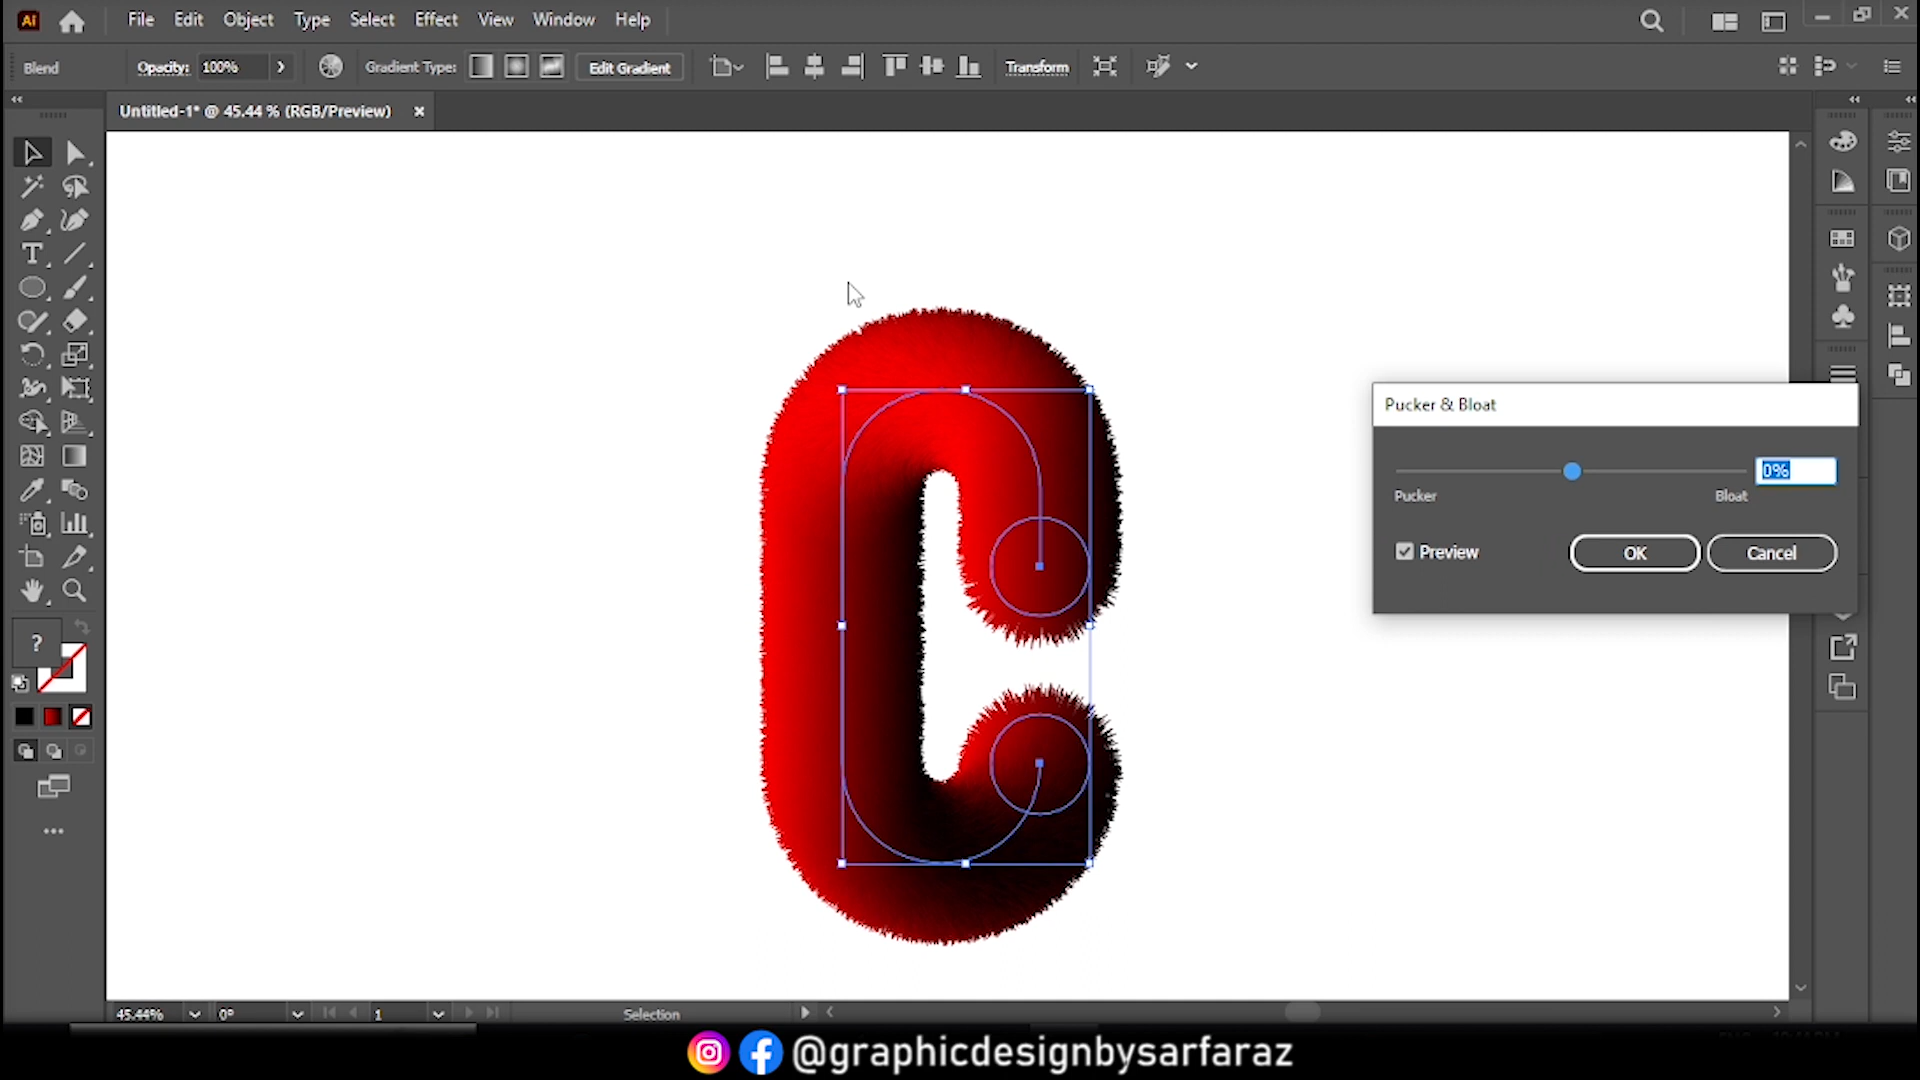 Ai File Edit Object Type Select Effect View Window Help
Blend Opacity: 100% Gradient Type: Edit Gradient Transform
Untitled-1* @ 45.44 % (RGB/Preview)
Pucker & Bloat
0%
Pucker Bloat
Preview OK Cancel
?
45.44% 0° 1 Selection
@graphicdesignbysarfaraz